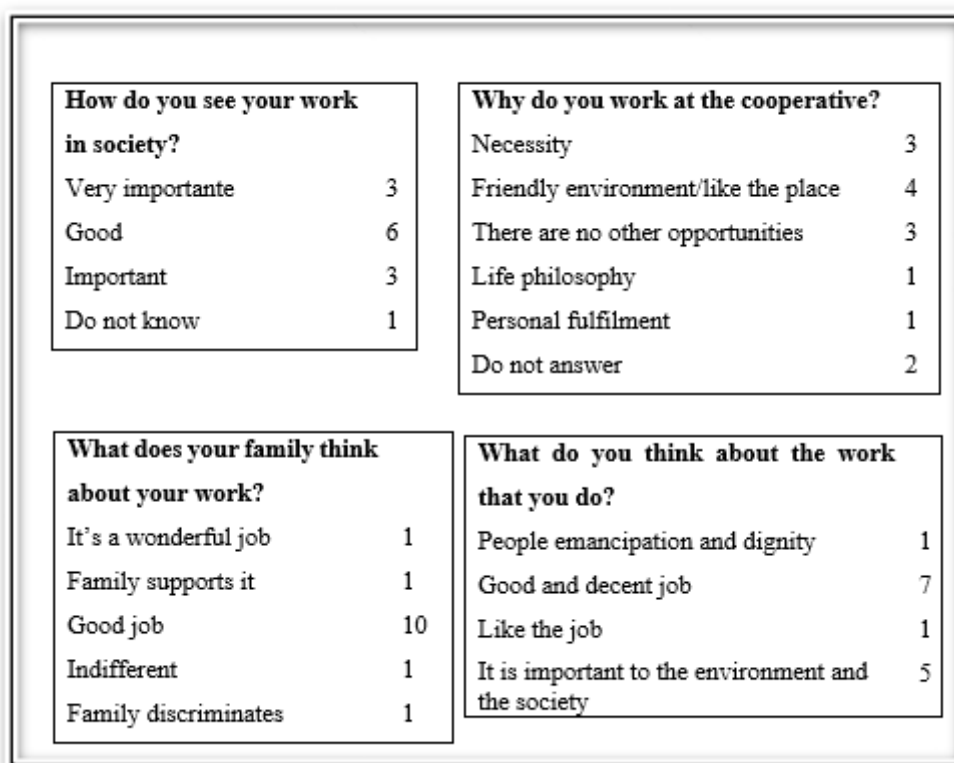 How do you see your work
in society?
Very importante 3
Good 6
Important 3
Do not know 1
Why do you work at the cooperative?
Necessity 3
Friendly environment/like the place 4
There are no other opportunities 3
Life philosophy 1
Personal fulfilment 1
Do not answer 2
What does your family think
about your work?
It's a wonderful job 1
Family supports it 1
Good job 10
Indifferent 1
Family discriminates 1
What do you think about the work
that you do?
People emancipation and dignity 1
Good and decent job 7
Like the job 1
It is important to the environment and 5
the society